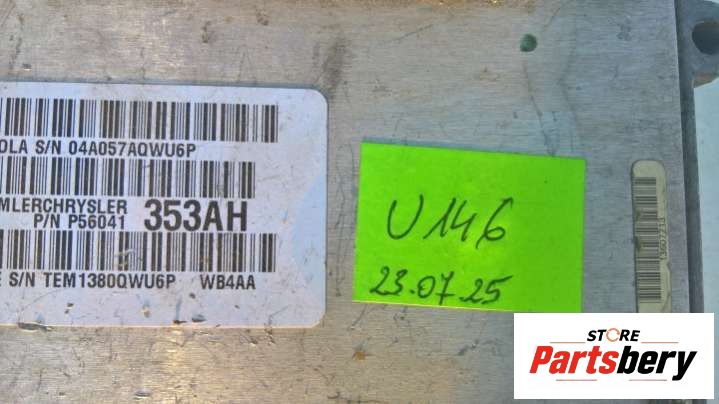 OLA S/N 04A057AQWU6P
MLERCHRYSLER
P/N P56041 353AH
E S/N TEM1380QWU6P WB4AA
U146
23.07.25
STORE
Partsbery